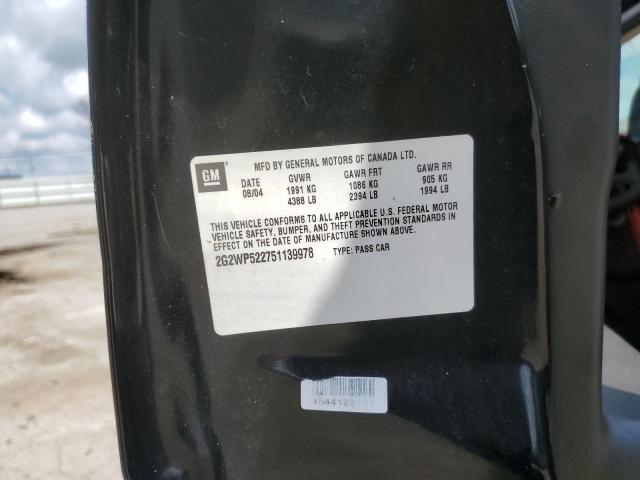 GM
MFD BY GENERAL MOTORS OF CANADA LTD.
DATE GVWR GAWR FRT GAWR RR
08/04 1991 KG 1086 KG 905 KG
4388 LB 2394 LB 1994 LB
THIS VEHICLE CONFORMS TO ALL APPLICABLE U.S. FEDERAL MOTOR
VEHICLE SAFETY, BUMPER, AND THEFT PREVENTION STANDARDS IN
EFFECT ON THE DATE OF MANUFACTURE SHOWN ABOVE.
2G2WP522751139978 TYPE: PASS CAR